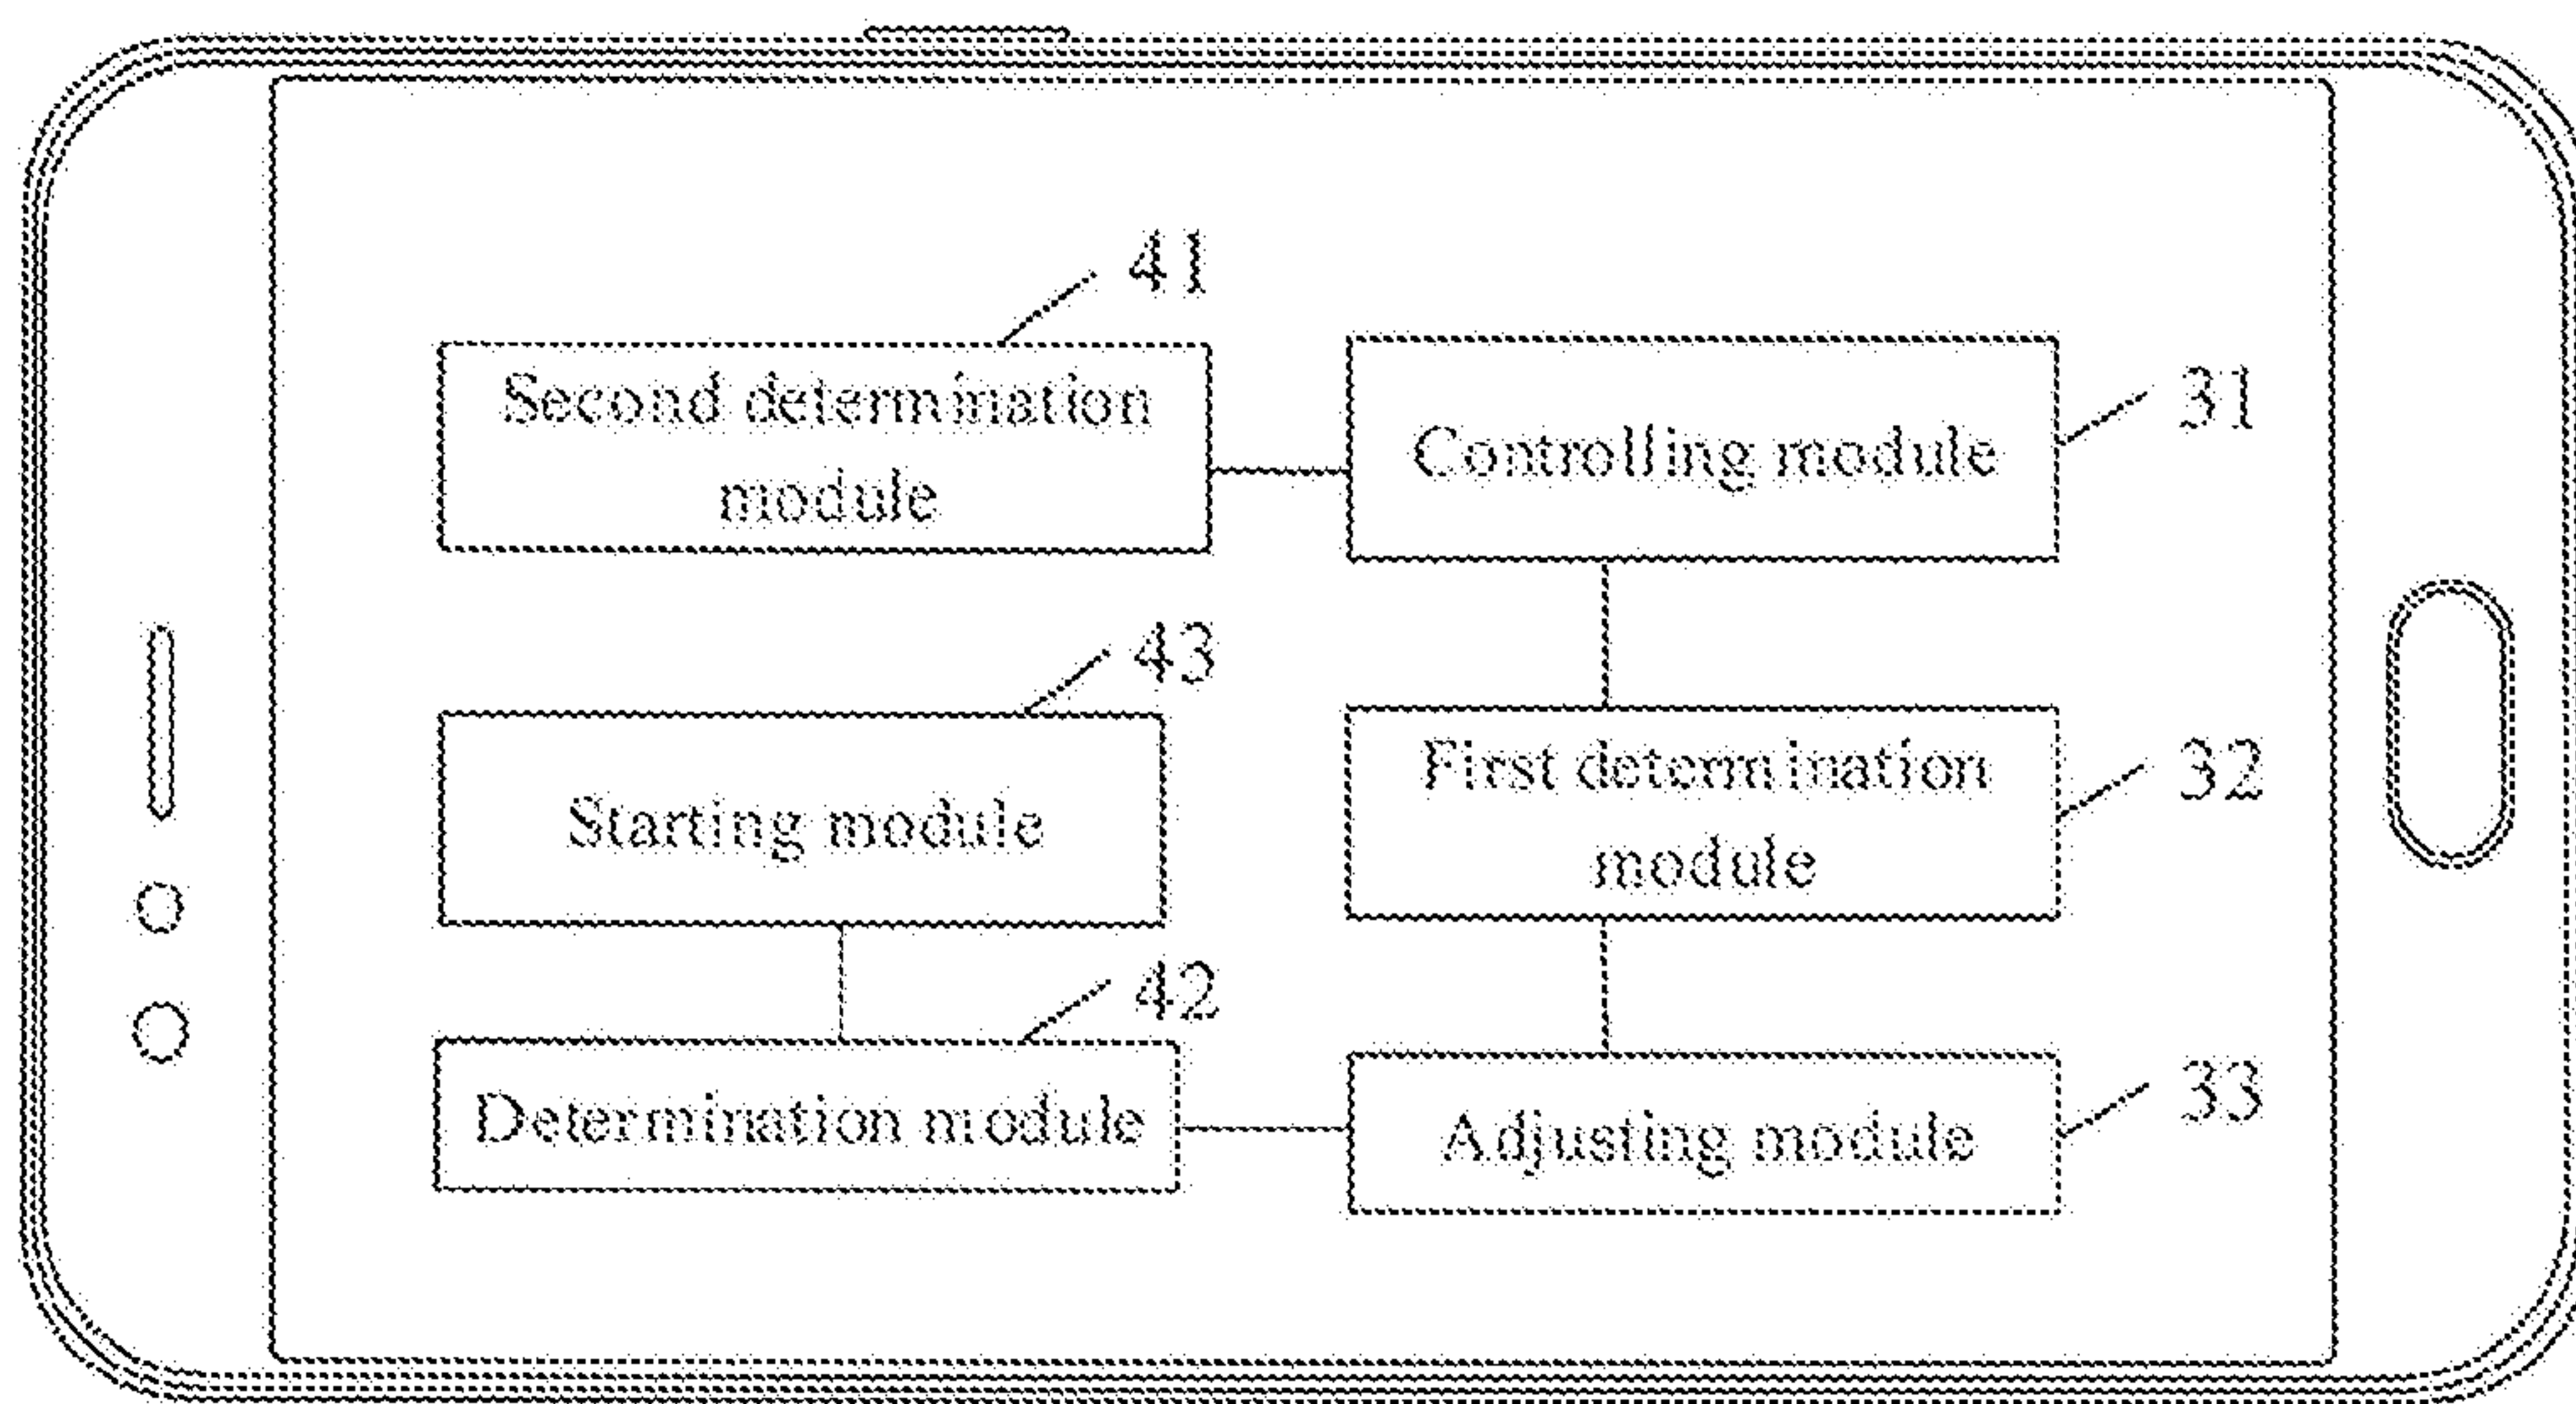 41
Second determination
module
Controlling module
31
43
Starting module
First determination
module
32
42
Determination module
Adjusting module
33